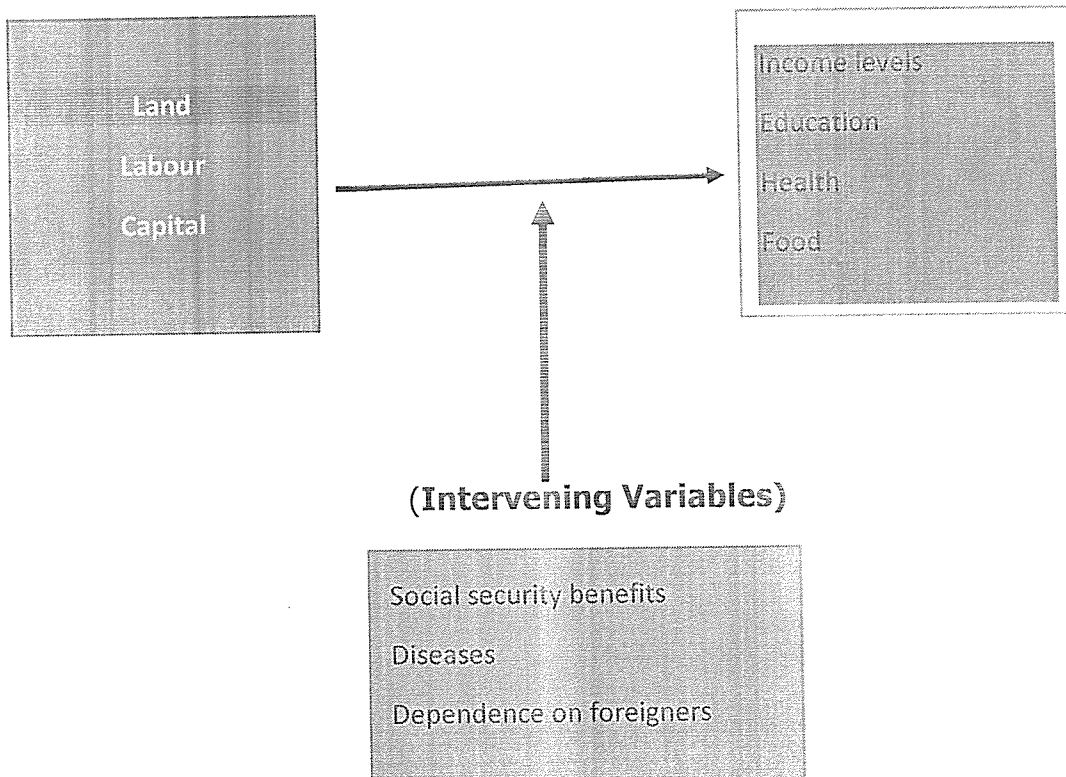 Land
Labour
Capital
Income levels
Education
Health
Food
(Intervening Variables)
Social security benefits
Diseases
Dependence on foreigners